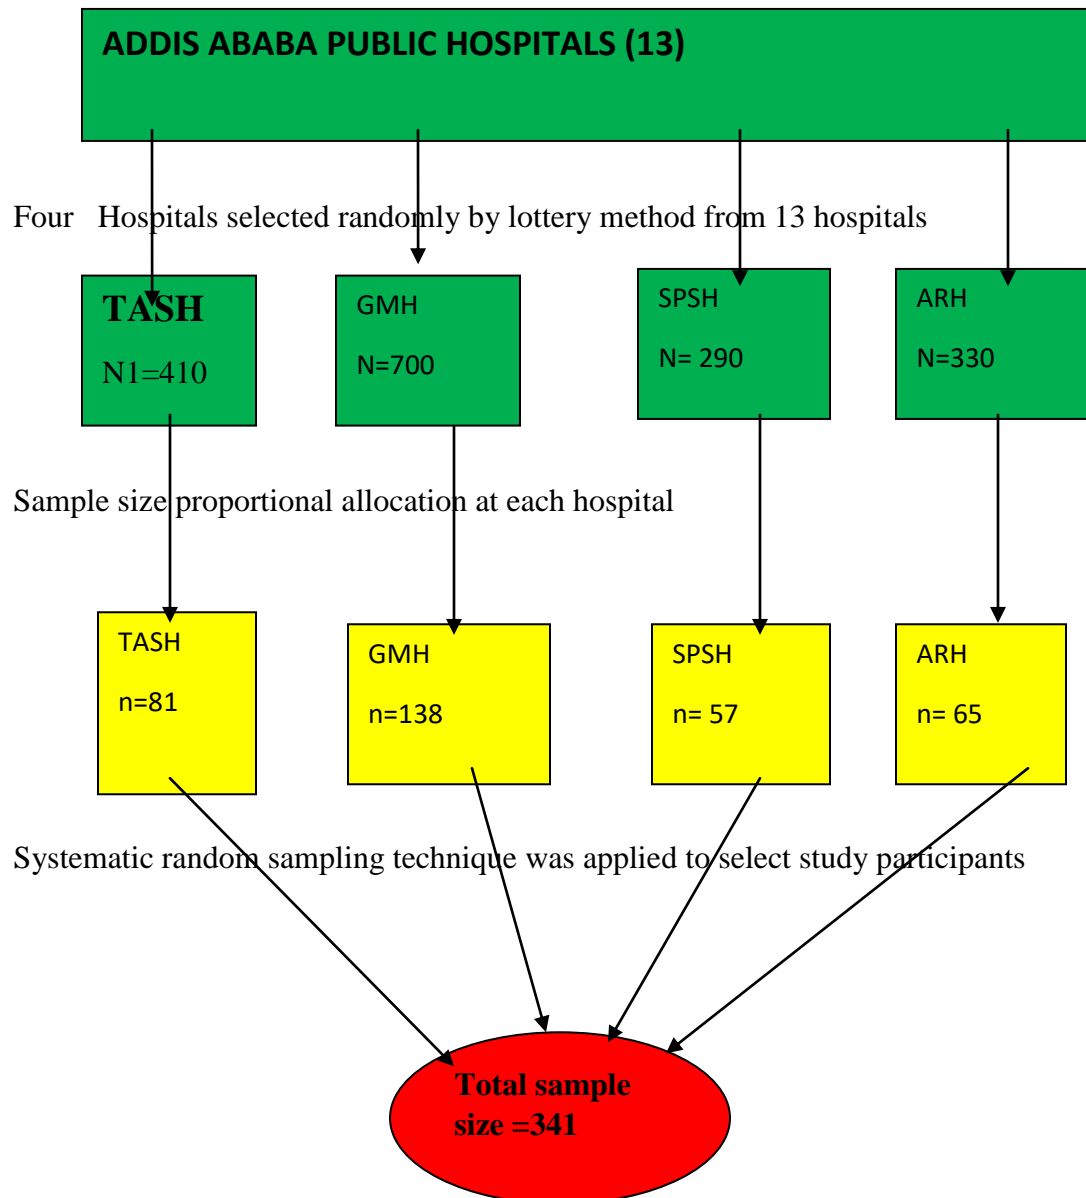 ADDIS ABABA PUBLIC HOSPITALS (13)
Four Hospitals selected randomly by lottery method from 13 hospitals
TASH
N1=410
GMH
N=700
SPSH
N= 290
ARH
N=330
Sample size proportional allocation at each hospital
TASH
n=81
GMH
n=138
SPSH
n= 57
ARH
n= 65
Systematic random sampling technique was applied to select study participants
Total sample
size =341